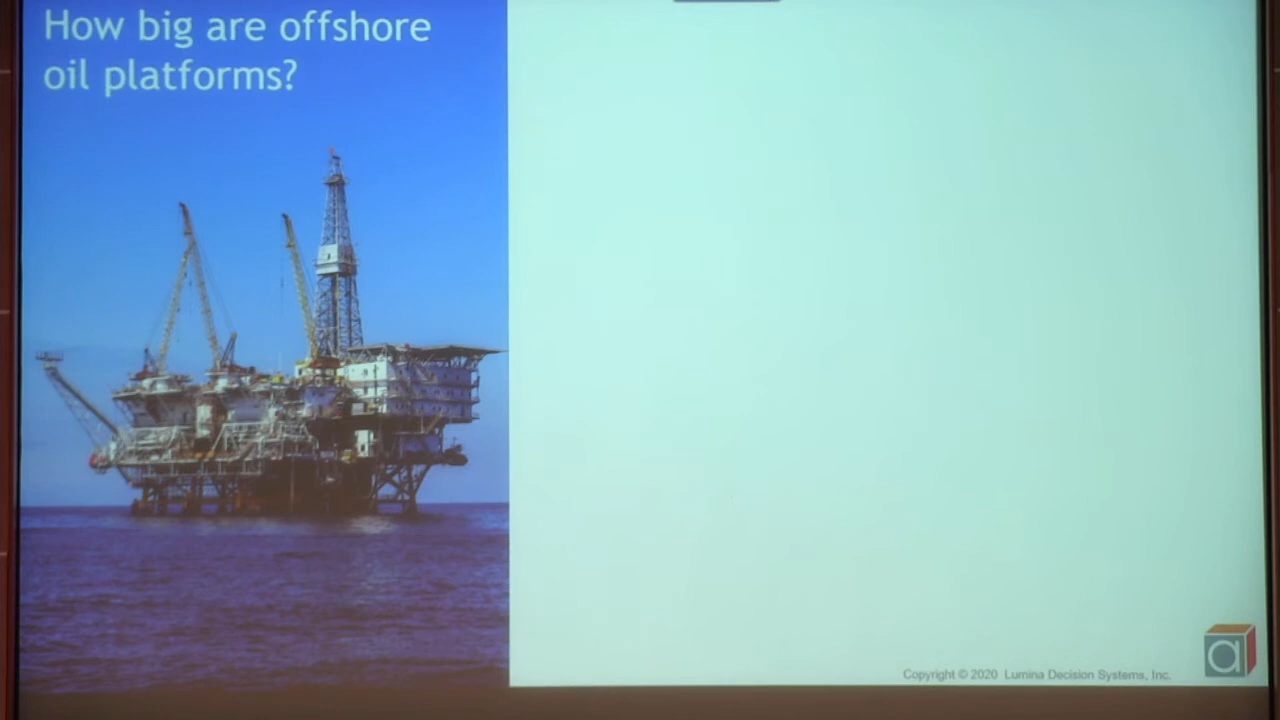 How big are offshore
oil platforms?
Copyright © 2020 Lumina Decision Systems, Inc.
a